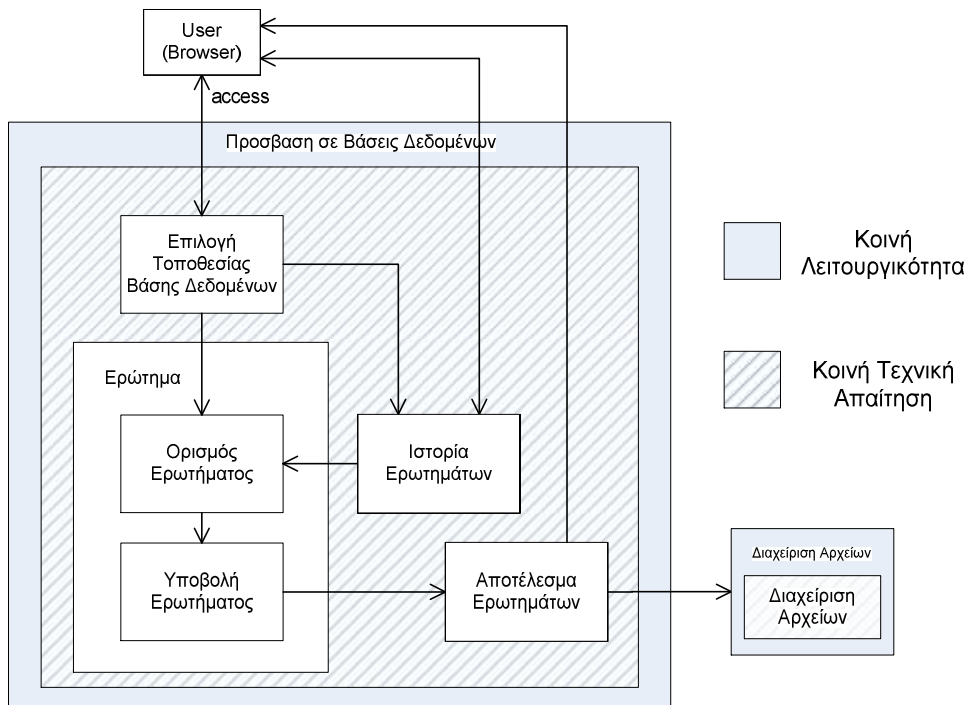 User
(Browser)
access
Προσβαση σε Βάσεις Δεδομένων
Επιλογή
Τοποθεσίας
Βάσης Δεδομένων
Ερώτημα
Ορισμός
Ερωτήματος
Ιστορία
Ερωτημάτων
Υποβολή
Ερωτήματος
Αποτέλεσμα
Ερωτημάτων
Κοινή
Λειτουργικότητα
Κοινή Τεχνική
Απαίτηση
Διαχείριση Αρχείων
Διαχείριση
Αρχείων